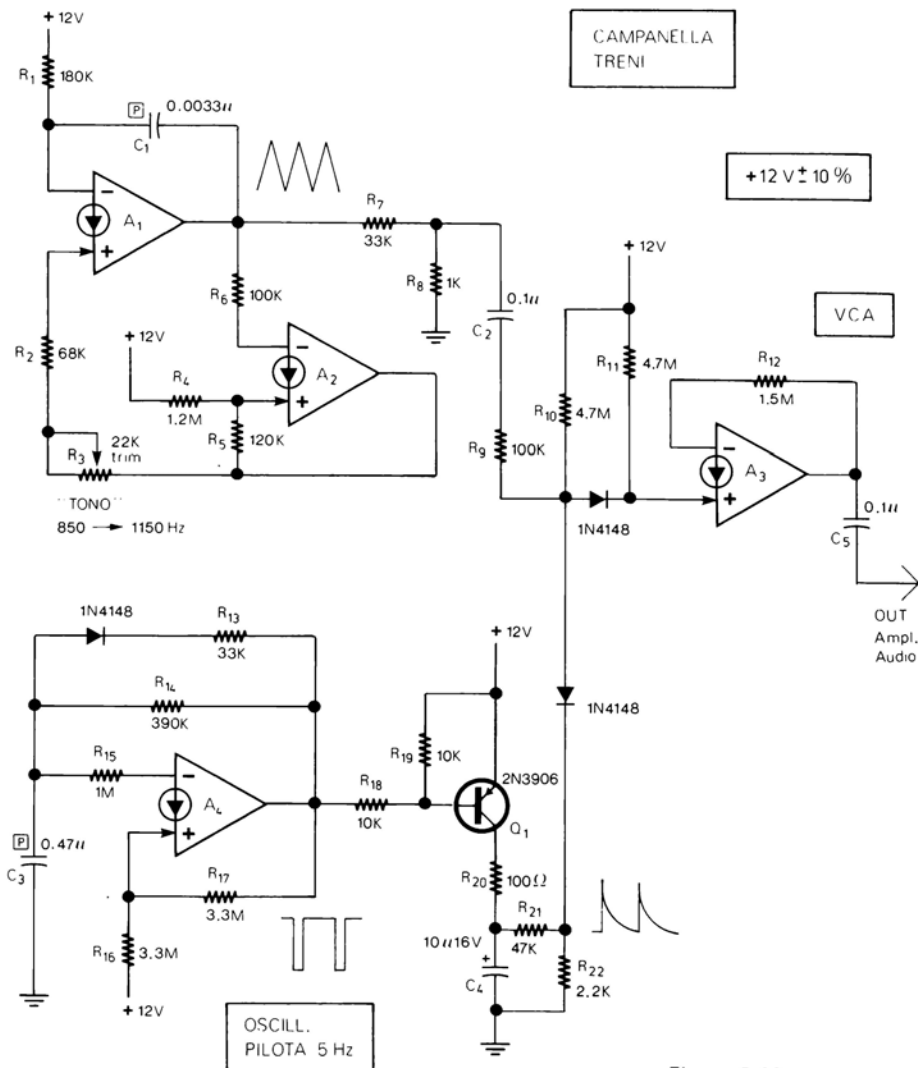 + 12V
CAMPANELLA
TRENI
R1
180K
P
0.0033u
C1
+12 V ± 10 %
−
A1
+
R7
33K
R8
1K
+ 12V
R6
100K
0.1u
C2
VCA
R2
68K
+ 12V
R4
1.2M
−
A2
+
R11
4.7M
R12
1.5M
R10
4.7M
R3
22K
trim
R5
120K
R9
100K
−
A3
+
"TONO"
850 → 1150 Hz
1N4148
0.1u
C5
OUT
Ampl.
Audio
1N4148
R13
33K
+ 12V
R14
390K
1N4148
R15
1M
−
A4
+
R19
10K
2N3906
R18
10K
Q1
P
0.47u
C3
R17
3.3M
R20
100Ω
R21
47K
10u16V
+
C4
R16
3.3M
R22
2.2K
+ 12V
OSCILL.
PILOTA 5 Hz